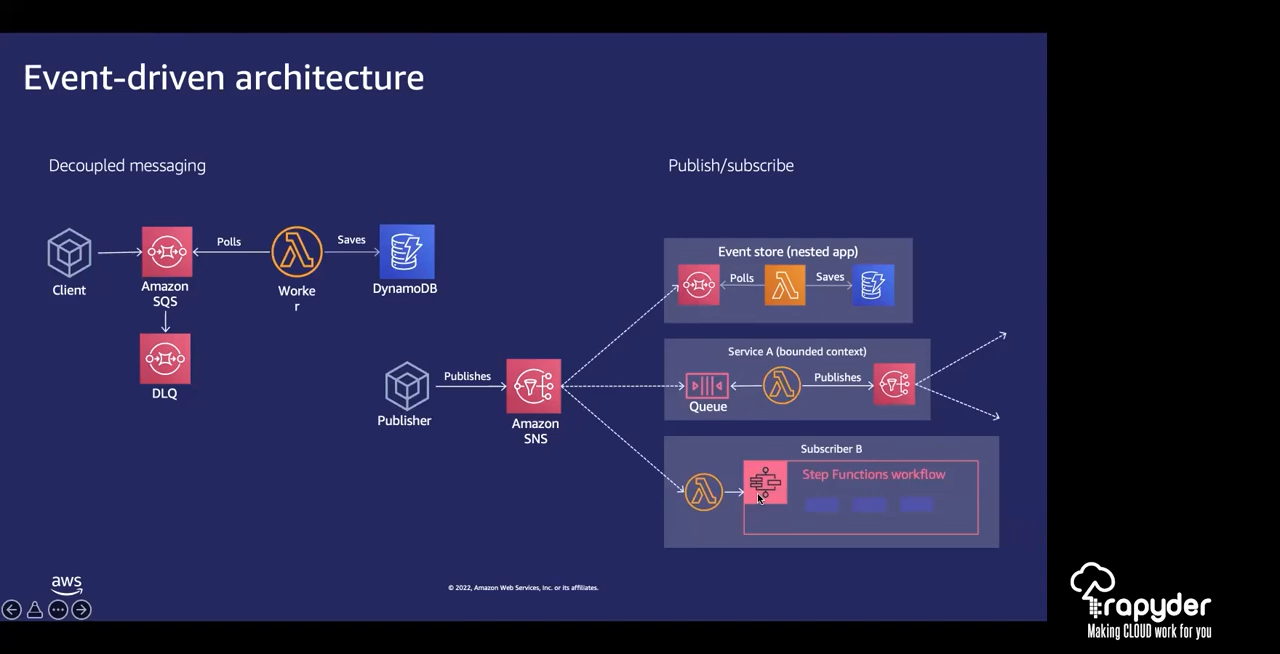 Event-driven architecture
Decoupled messaging
Client
Amazon
SQS
Polls
Worke
r
Saves
DynamoDB
DLQ
Publisher
Publishes
Amazon
SNS
Publish/subscribe
Event store (nested app)
Polls
Saves
Service A (bounded context)
Queue
Publishes
Subscriber B
Step Functions workflow
aws
© 2022, Amazon Web Services, Inc. or its affiliates.
rapyder
Making CLOUD work for you